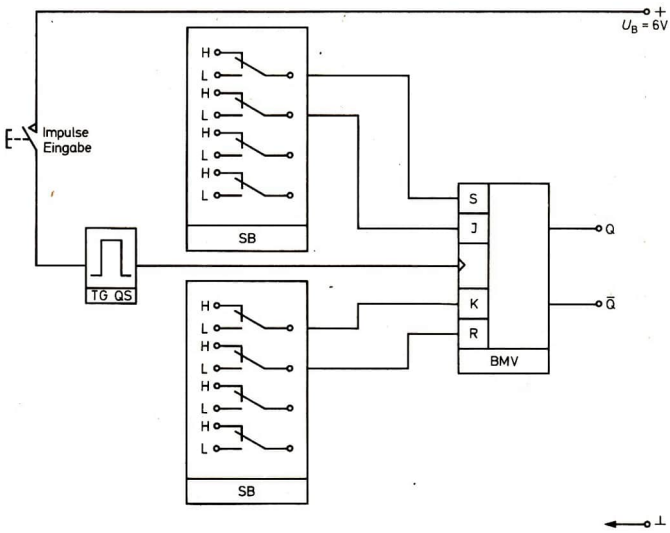 +
U_B = 6V
H
L
H
L
H
L
H
L
SB
Impulse
Eingabe
S
J
K
R
BMV
Q
Q̅
TG QS
H
L
H
L
H
L
H
L
SB
⊥